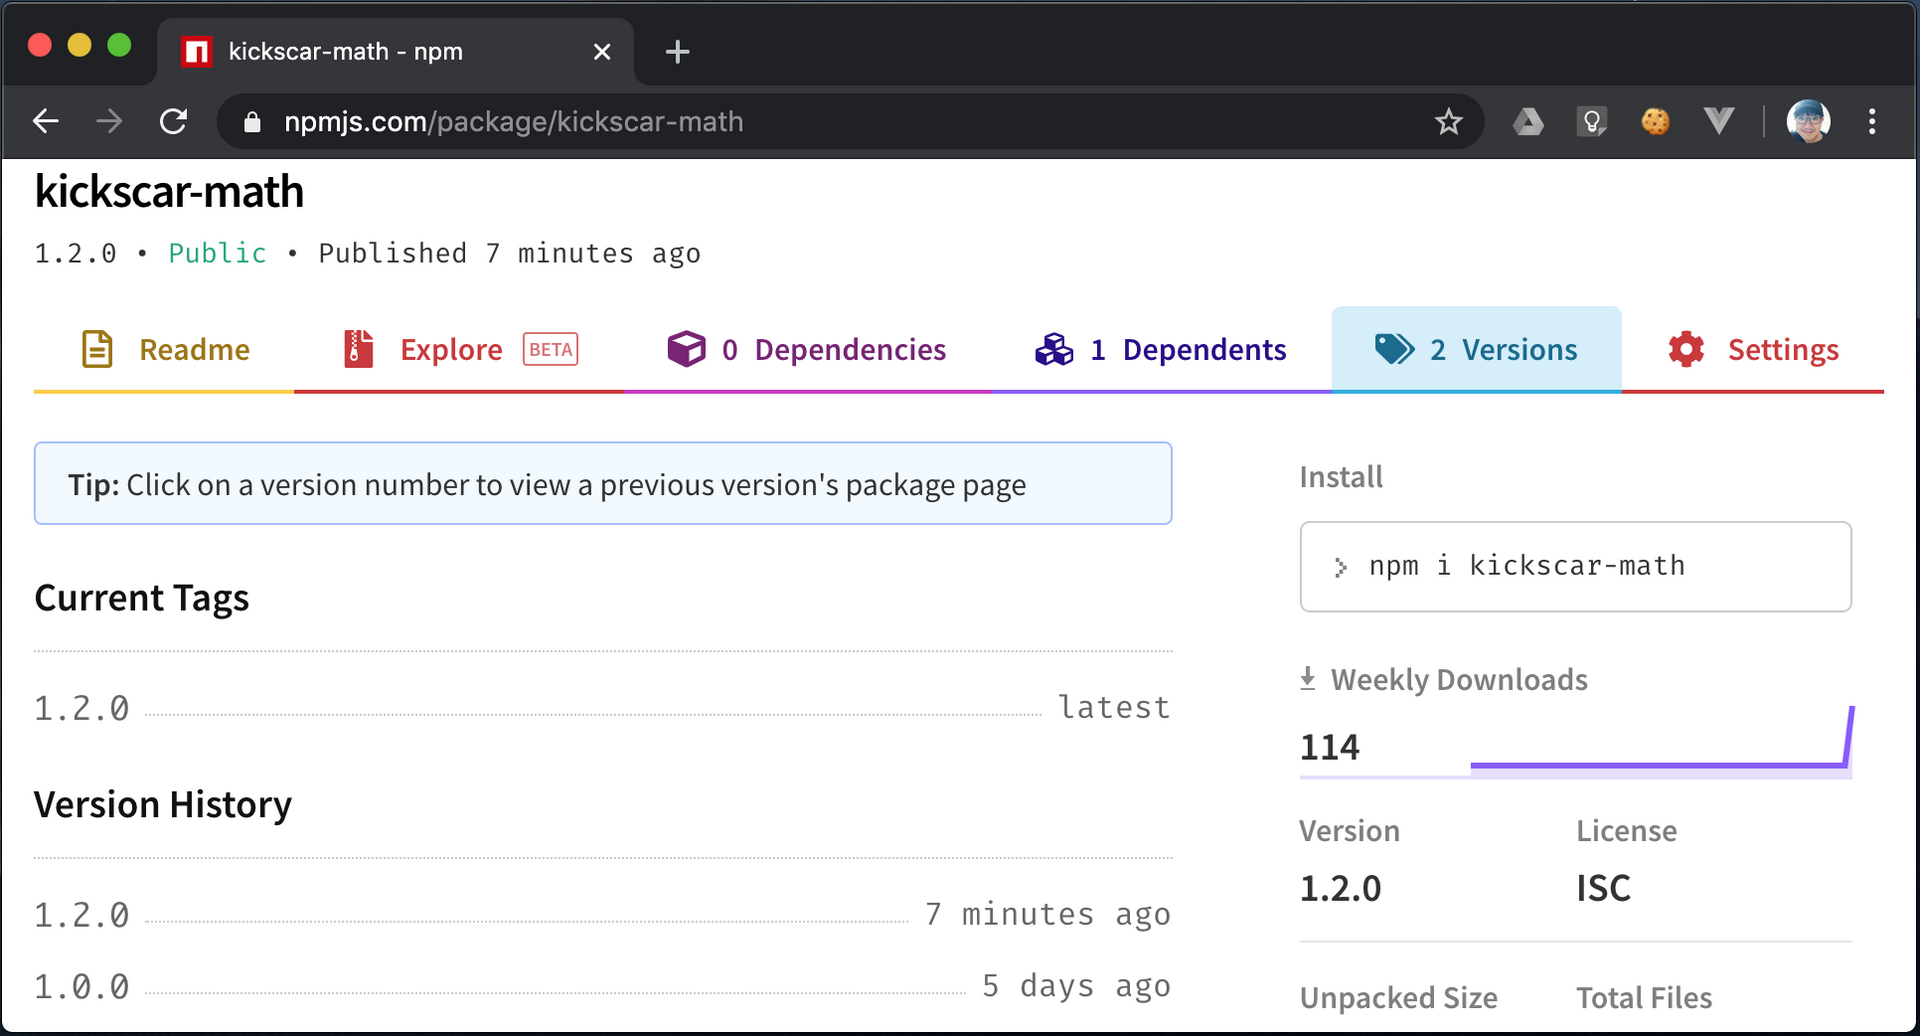 kickscar-math - npm
npmjs.com/package/kickscar-math
kickscar-math
1.2.0 • Public • Published 7 minutes ago
Readme
Explore BETA
0 Dependencies
1 Dependents
2 Versions
Settings
Tip: Click on a version number to view a previous version's package page
Current Tags
1.2.0 latest
Version History
1.2.0 7 minutes ago
1.0.0 5 days ago
Install
npm i kickscar-math
Weekly Downloads
114
Version
1.2.0
License
ISC
Unpacked Size
Total Files